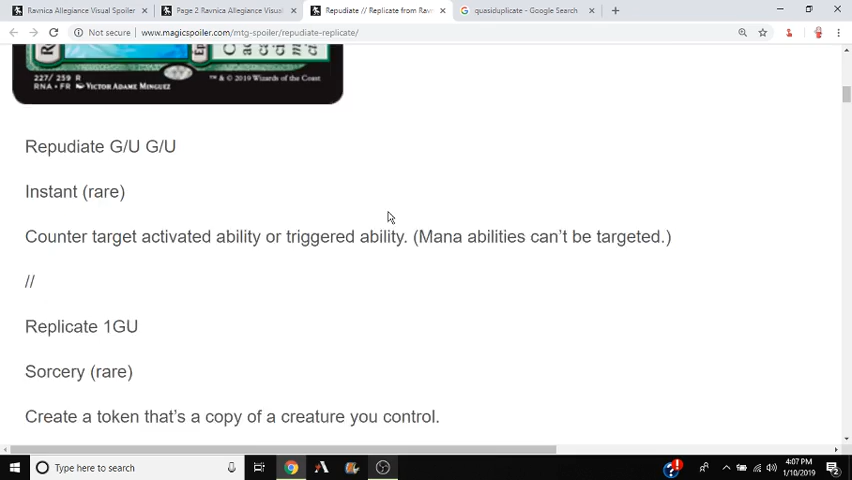 Ravnica Allegiance Visual Spoiler
Page 2 Ravnica Allegiance Visual
Repudiate // Replicate from Rav
quasiduplicate - Google Search
Not secure | www.magicspoiler.com/mtg-spoiler/repudiate-replicate/
227/ 259 R
RNA • FR VICTOR ADAME MINGUEZ
™ & © 2019 Wizards of the Coast
Repudiate G/U G/U
Instant (rare)
Counter target activated ability or triggered ability. (Mana abilities can’t be targeted.)
//
Replicate 1GU
Sorcery (rare)
Create a token that’s a copy of a creature you control.
Type here to search
4:07 PM
1/10/2019